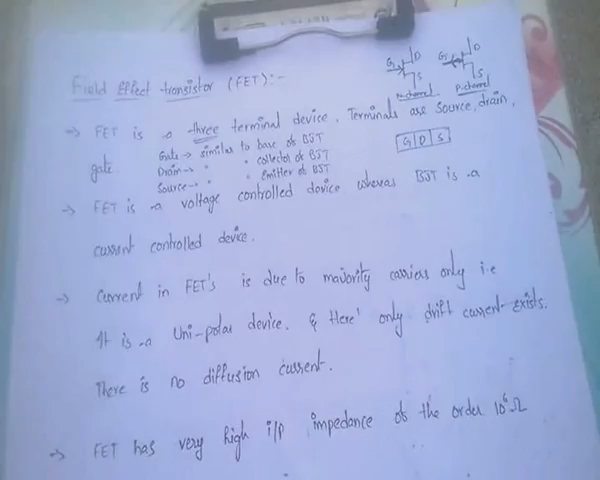 Field Effect transistor (FET):-
G D S
n-channel
G D S
p-channel
→ FET is a three terminal device. Terminals are Source, drain,
gate
Gate → similar to base of BJT
Drain → " " collector of BJT
Source → " " emitter of BJT
G D S
→ FET is a voltage controlled device whereas BJT is a
current controlled device.
→ Current in FET's is due to majority carriers only i.e
It is a Uni-polar device. & Here only drift current exists.
There is no diffusion current.
→ FET has very high i/p impedance of the order 10⁶ Ω